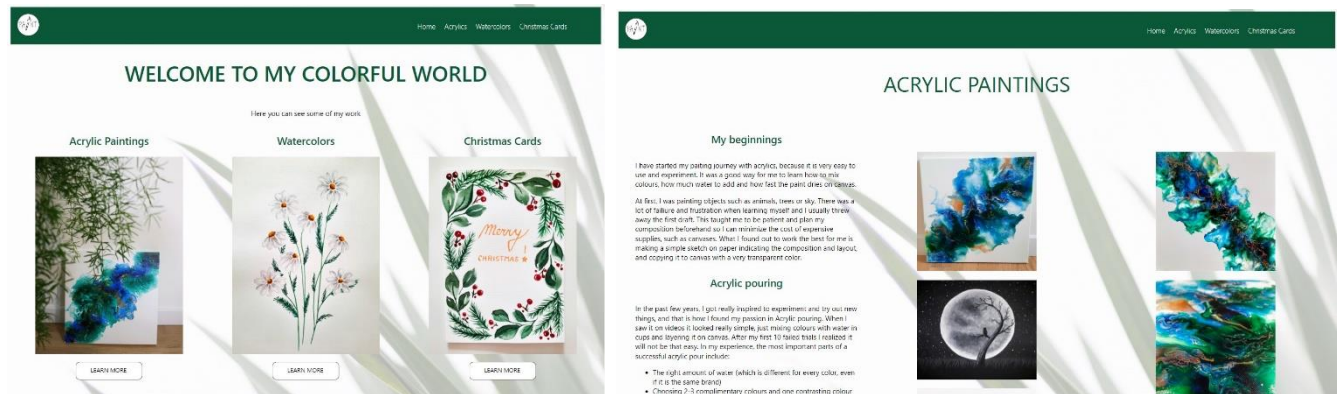 Home Acrylics Watercolors Christmas Cards
WELCOME TO MY COLORFUL WORLD
Here you can see some of my work
Acrylic Paintings
Watercolors
Christmas Cards
Merry
!
CHRISTMAS
LEARN MORE
LEARN MORE
LEARN MORE
Home Acrylics Watercolors Christmas Cards
ACRYLIC PAINTINGS
My beginnings
I have started my paiting journey with acrylics, because it is very easy to
use and experiment. It was a good way for me to learn how to mix
colours, how much water to add and how fast the paint dries on canvas.
At first, I was painting objects such as animals, trees or sky. There was a
lot of failure and frustration when learning myself and I usually threw
away the first draft. This taught me to be patient and plan my
composition beforehand so I can minimize the cost of expensive
supplies, such as canvases. What I found out to work the best for me is
making a simple sketch on paper indicating the composition and layout,
and copying it to canvas with a very transparent color.
Acrylic pouring
In the past few years, I got really inspired to experiment and try out new
things, and that is how I found my passion in Acrylic pouring. When I
saw it on videos it looked really simple, just mixing colours with water in
cups and layering it on canvas. After my first 10 failed trials I realized it
will not be that easy. In my experience, the most important parts of a
successful acrylic pour include:
• The right amount of water (which is different for every color, even
if it is the same brand)
• Choosing 2-3 complimentary colours and one contrasting colour